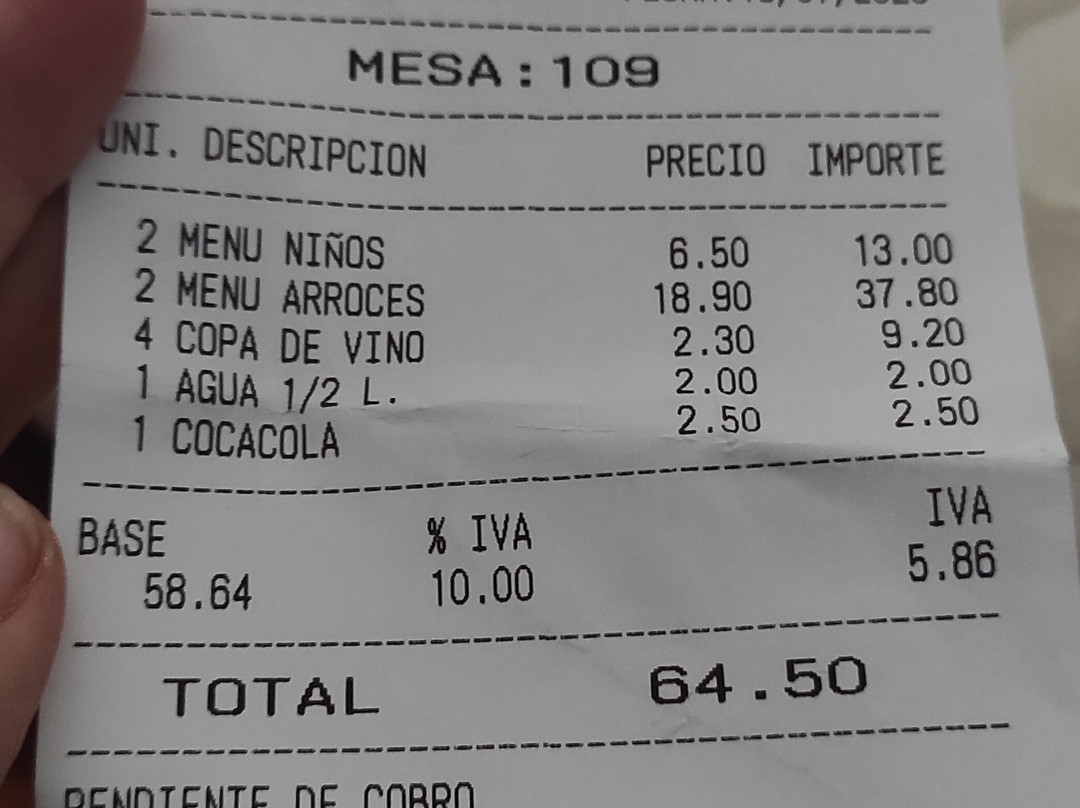 MESA:109
UNI. DESCRIPCION PRECIO IMPORTE
2 MENU NIÑOS 6.50 13.00
2 MENU ARROCES 18.90 37.80
4 COPA DE VINO 2.30 9.20
1 AGUA 1/2 L. 2.00 2.00
1 COCACOLA 2.50 2.50
BASE % IVA IVA
58.64 10.00 5.86
TOTAL 64.50
PENDIENTE DE COBRO